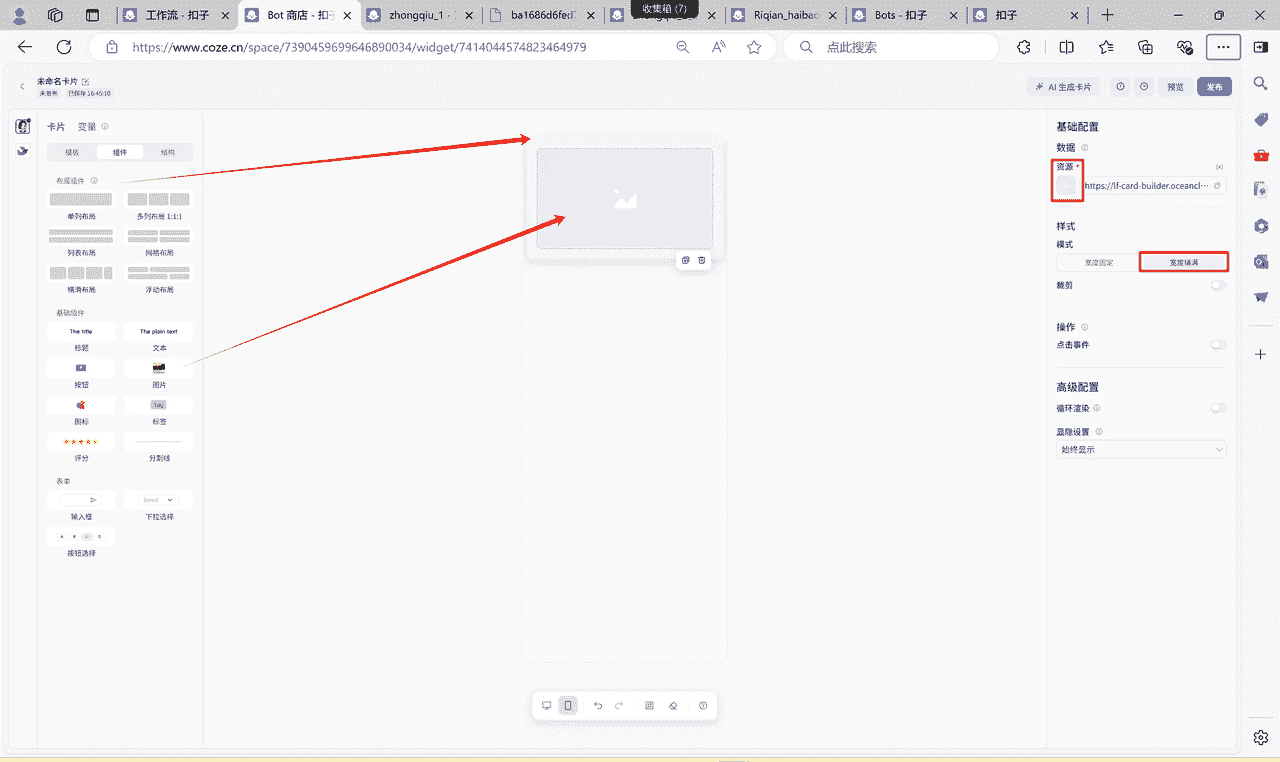 收集箱 (7)
工作流 - 扣子
Bot 商店 - 扣子
zhongqiu_1 -
ba1686d6fed
Riqian_haibao
Bots - 扣子
扣子
https://www.coze.cn/space/7390459699646890034/widget/7414044574823464979
点此搜索
未命名卡片
未发布 已保存 16:45:10
AI 生成卡片
预览
发布
卡片 变量
模板 组件 结构
布局组件
单列布局 多列布局 1:1:1
列表布局 网格布局
横滑布局 浮动布局
基础组件
The title The plain text
标题 文本
按钮 图片
Tag
图标 标签
评分 分割线
表单
Select
输入框 下拉选择
按钮选择
基础配置
数据
资源 *
https://lf-card-builder.oceancl···
样式
模式
宽度固定 宽度铺满
裁剪
操作
点击事件
高级配置
循环渲染
显隐设置
始终显示